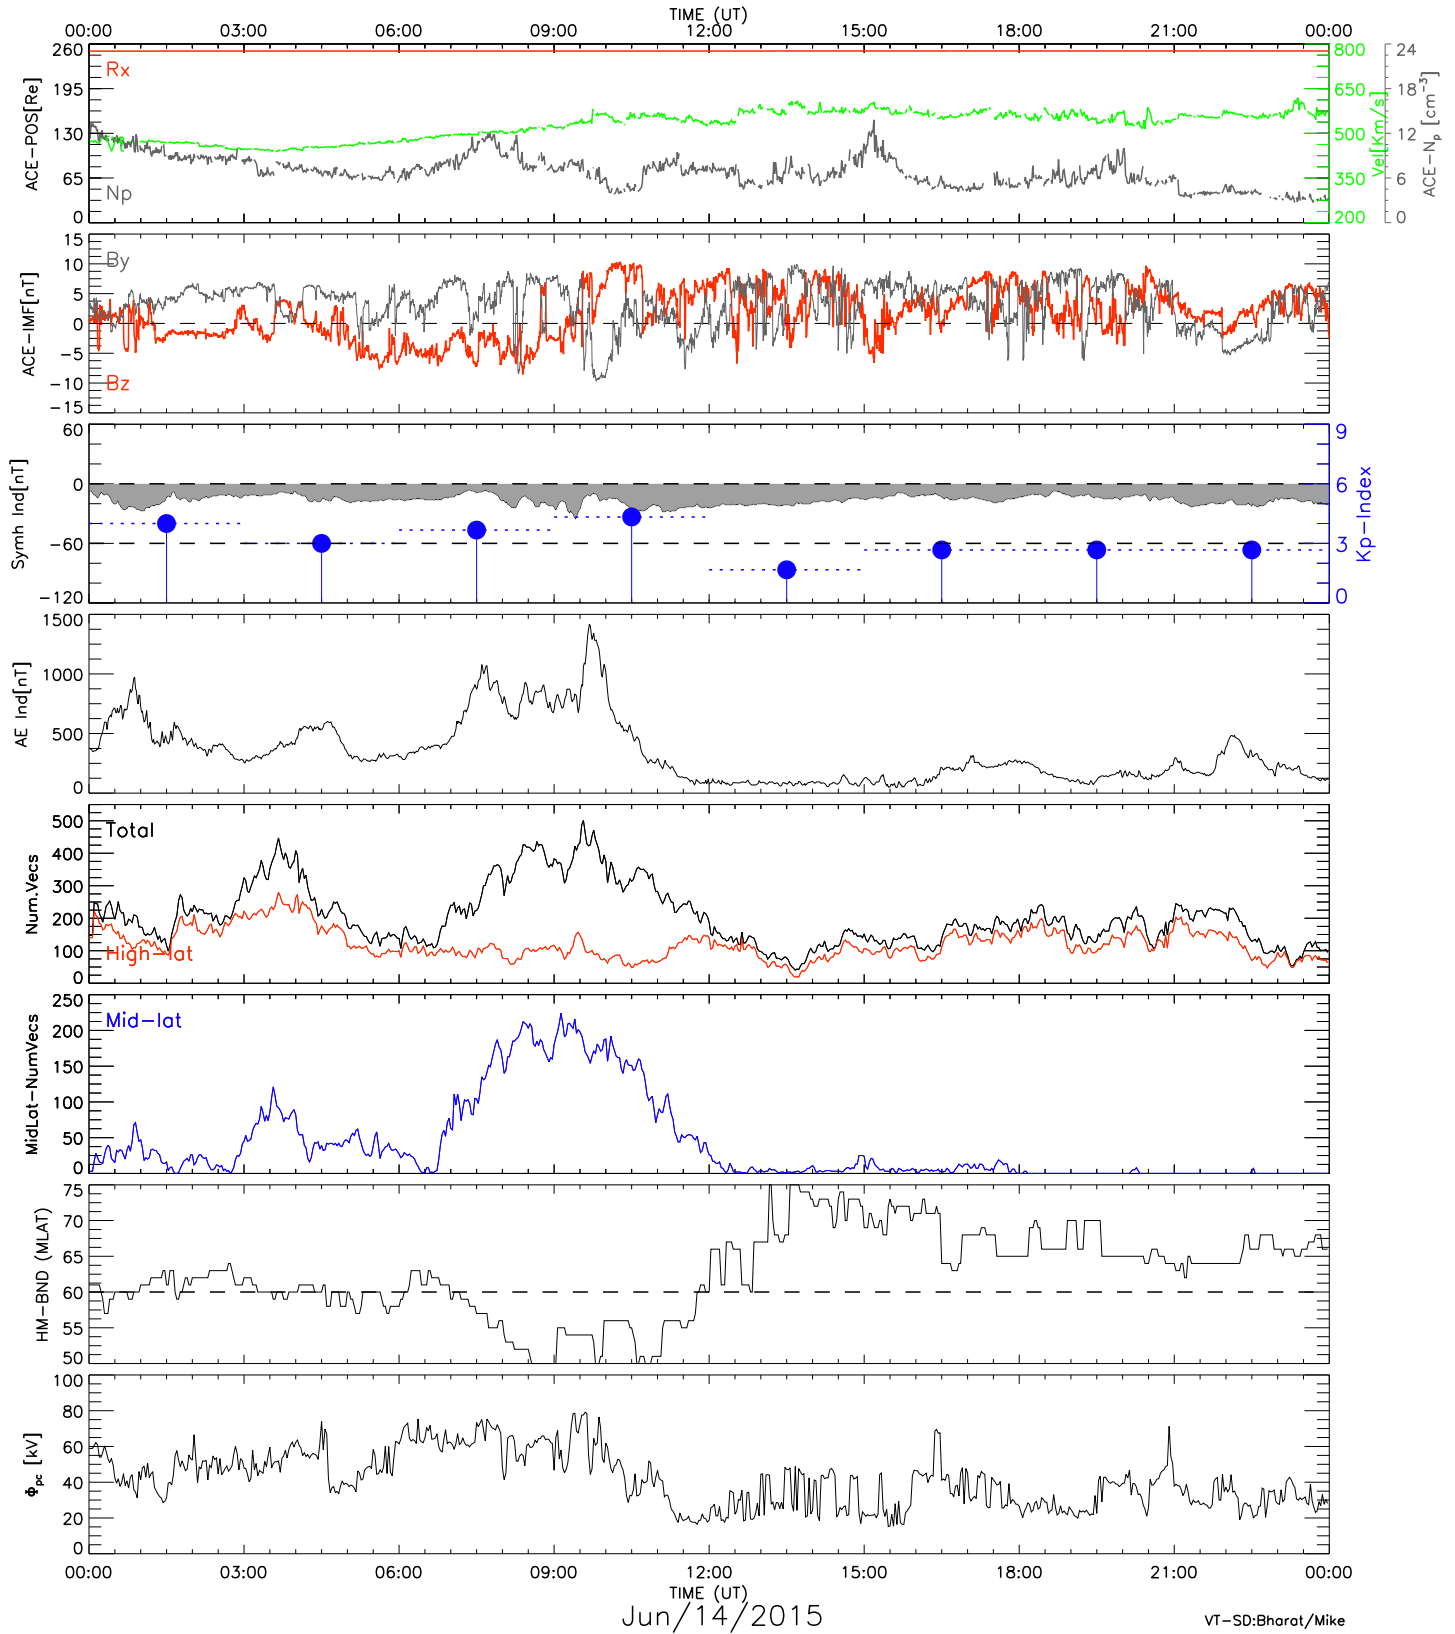 TIME (UT)
00:00 03:00 06:00 09:00 12:00 15:00 18:00 21:00 00:00
260 195 130 65 0
ACE-POS[Re]
Rx
Np
800 650 500 350 200
Vel[Km/s]
24 18 12 6 0
ACE-Np [cm⁻³]
15 10 5 0 -5 -10 -15
ACE-IMF[nT]
By
Bz
60 0 -60 -120
Symh Ind[nT]
9 6 3 0
Kp-Index
1500 1000 500 0
AE Ind[nT]
500 400 300 200 100 0
Num.Vecs
Total
High-lat
250 200 150 100 50 0
MidLat-NumVecs
Mid-lat
75 70 65 60 55 50
HM-BND (MLAT)
100 80 60 40 20 0
Φpc [kV]
00:00 03:00 06:00 09:00 12:00 15:00 18:00 21:00 00:00
TIME (UT)
Jun/14/2015
VT-SD:Bharat/Mike